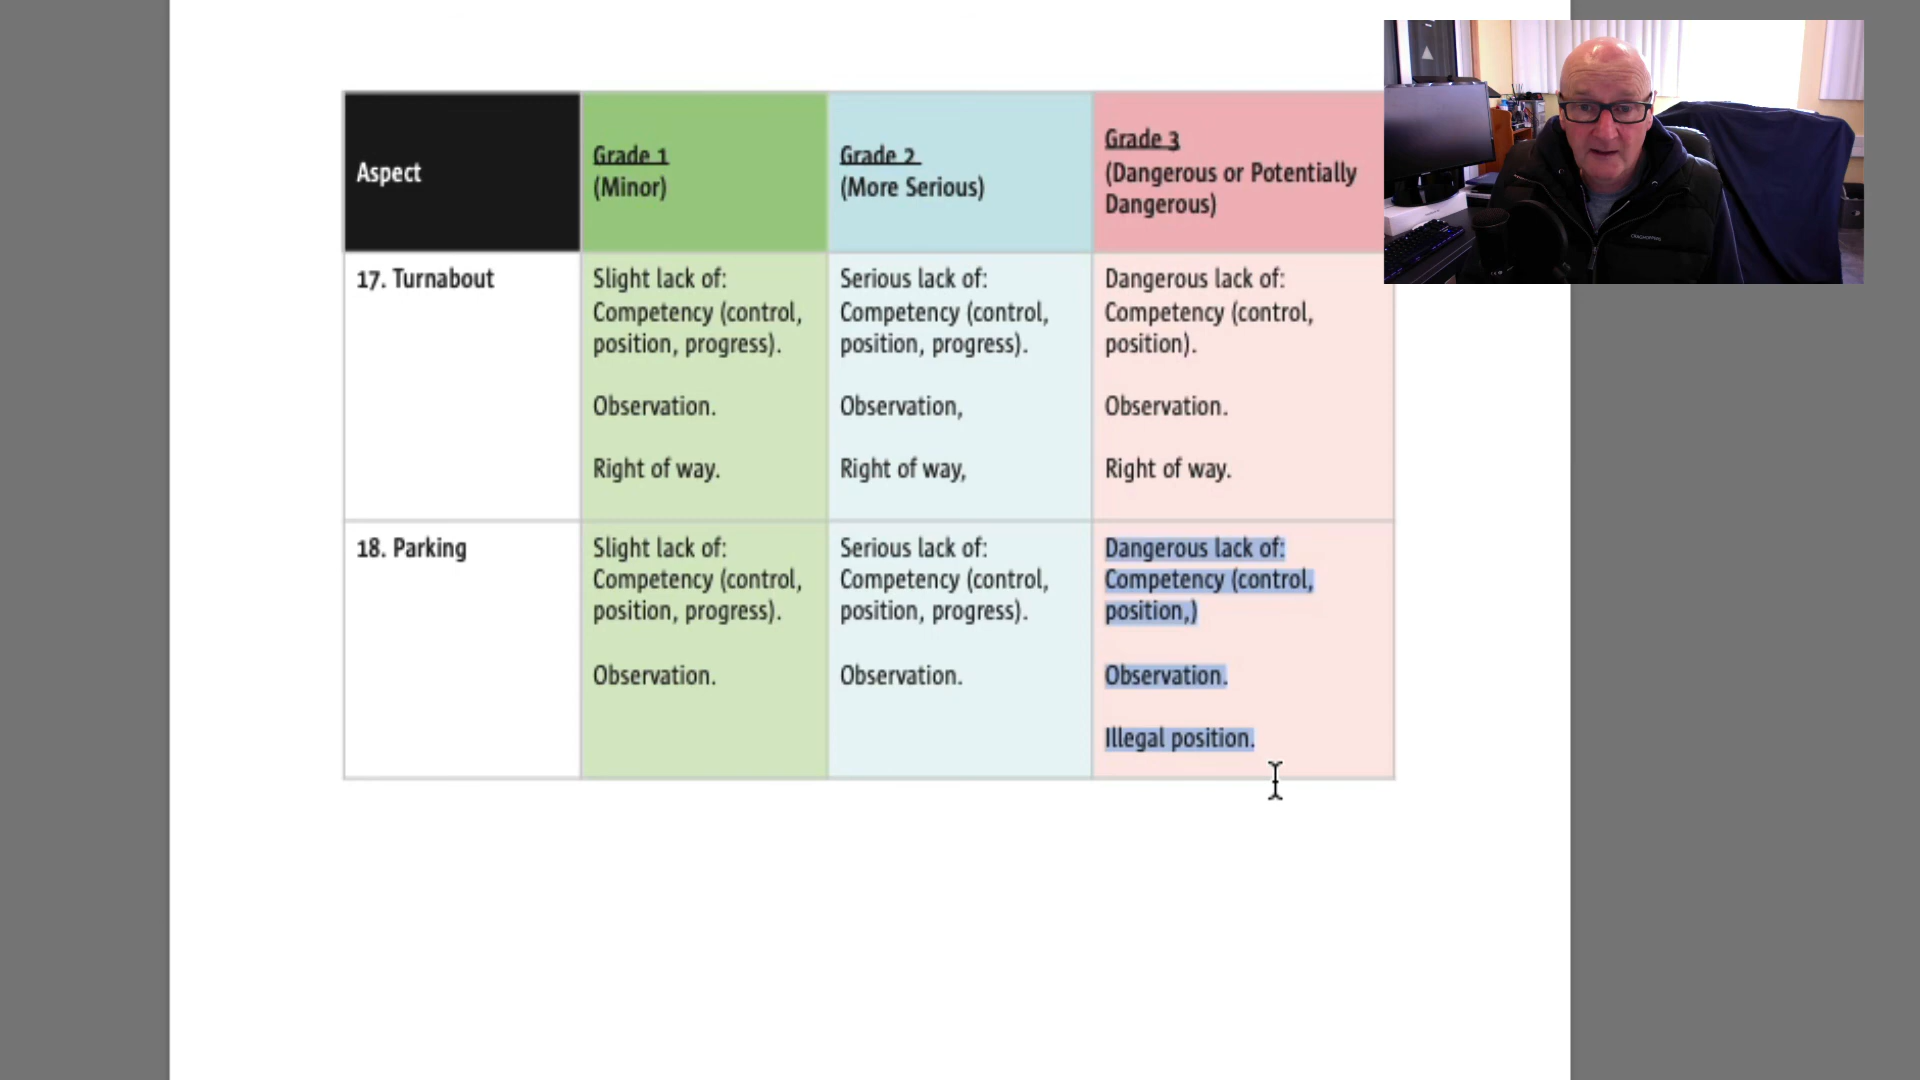 Aspect
Grade 1
(Minor)
Grade 2
(More Serious)
Grade 3
(Dangerous or Potentially
Dangerous)
17. Turnabout
Slight lack of:
Competency (control,
position, progress).
Observation.
Right of way.
Serious lack of:
Competency (control,
position, progress).
Observation,
Right of way,
Dangerous lack of:
Competency (control,
position).
Observation.
Right of way.
18. Parking
Slight lack of:
Competency (control,
position, progress).
Observation.
Serious lack of:
Competency (control,
position, progress).
Observation.
Dangerous lack of:
Competency (control,
position,)
Observation.
Illegal position.